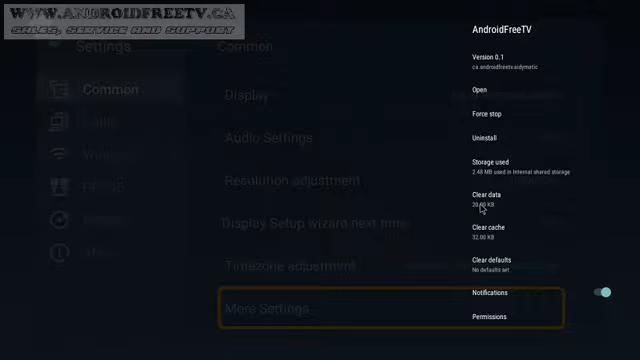 WWW.ANDROIDFREETV.CA
SALES, SERVICE AND SUPPORT
Settings
Common
Common
Display
Audio Settings
Resolution adjustment
Display Setup wizard next time
Timezone adjustment
More Settings
AndroidFreeTV
Version 0.1
ca.androidfreetv.aidymatic
Open
Force stop
Uninstall
Storage used
2.48 MB used in Internal shared storage
Clear data
KB
Clear cache
32.00 KB
Clear defaults
No defaults set
Notifications
Permissions